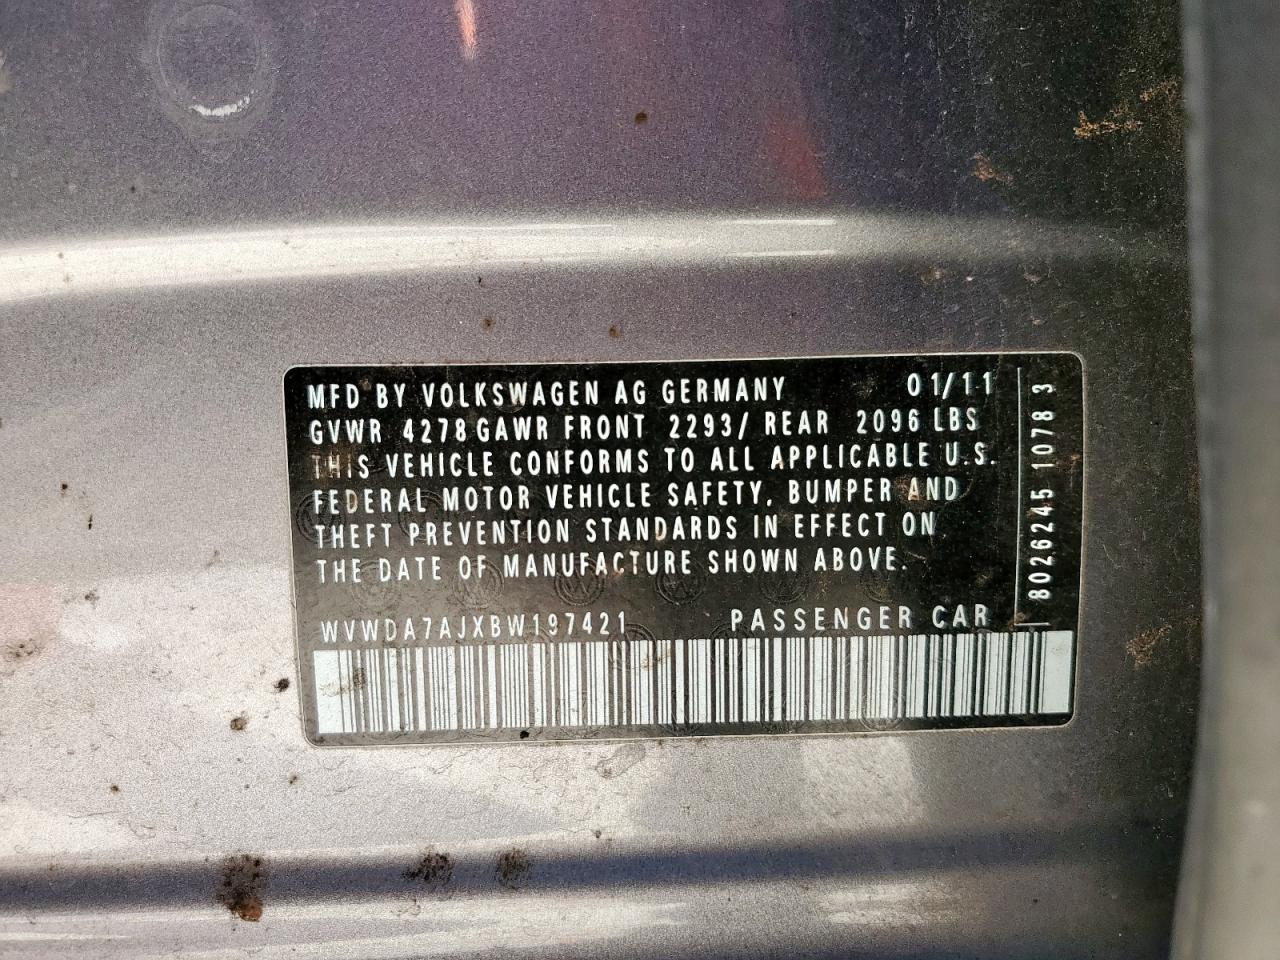 MFD BY VOLKSWAGEN AG GERMANY 01/11
GVWR 4278 GAWR FRONT 2293/ REAR 2096 LBS
THIS VEHICLE CONFORMS TO ALL APPLICABLE U.S.
FEDERAL MOTOR VEHICLE SAFETY, BUMPER AND
THEFT PREVENTION STANDARDS IN EFFECT ON
THE DATE OF MANUFACTURE SHOWN ABOVE.
WVWDA7AJXBW197421 PASSENGER CAR
8026245 1078 3